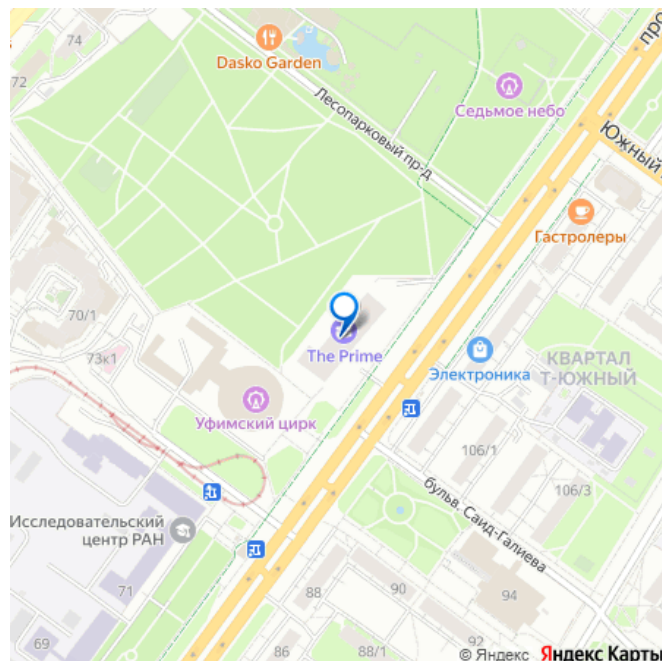 74
72
Dasko Garden
Седьмое небо
Лесопарковый пр-д
Южный
Гастролеры
70/1
73к1
The Prime
Электроника
КВАРТАЛ
Т-ЮЖНЫЙ
Уфимский цирк
106/1
106/3
бульв. Саид-Галиева
Исследовательский
центр РАН
71
69
88
90
94
86
88/1
92
© Яндекс Яндекс Карты